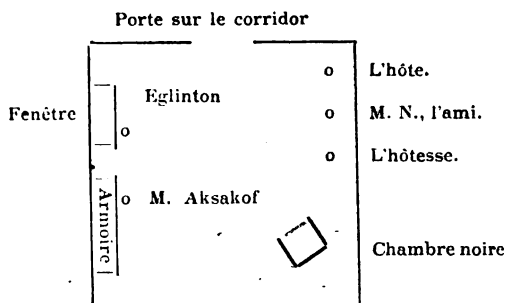 Porte sur le corridor
L'hôte.
Eglinton
Fenêtre
M. N., l'ami.
L'hôtesse.
Armoire
M. Aksakof
Chambre noire